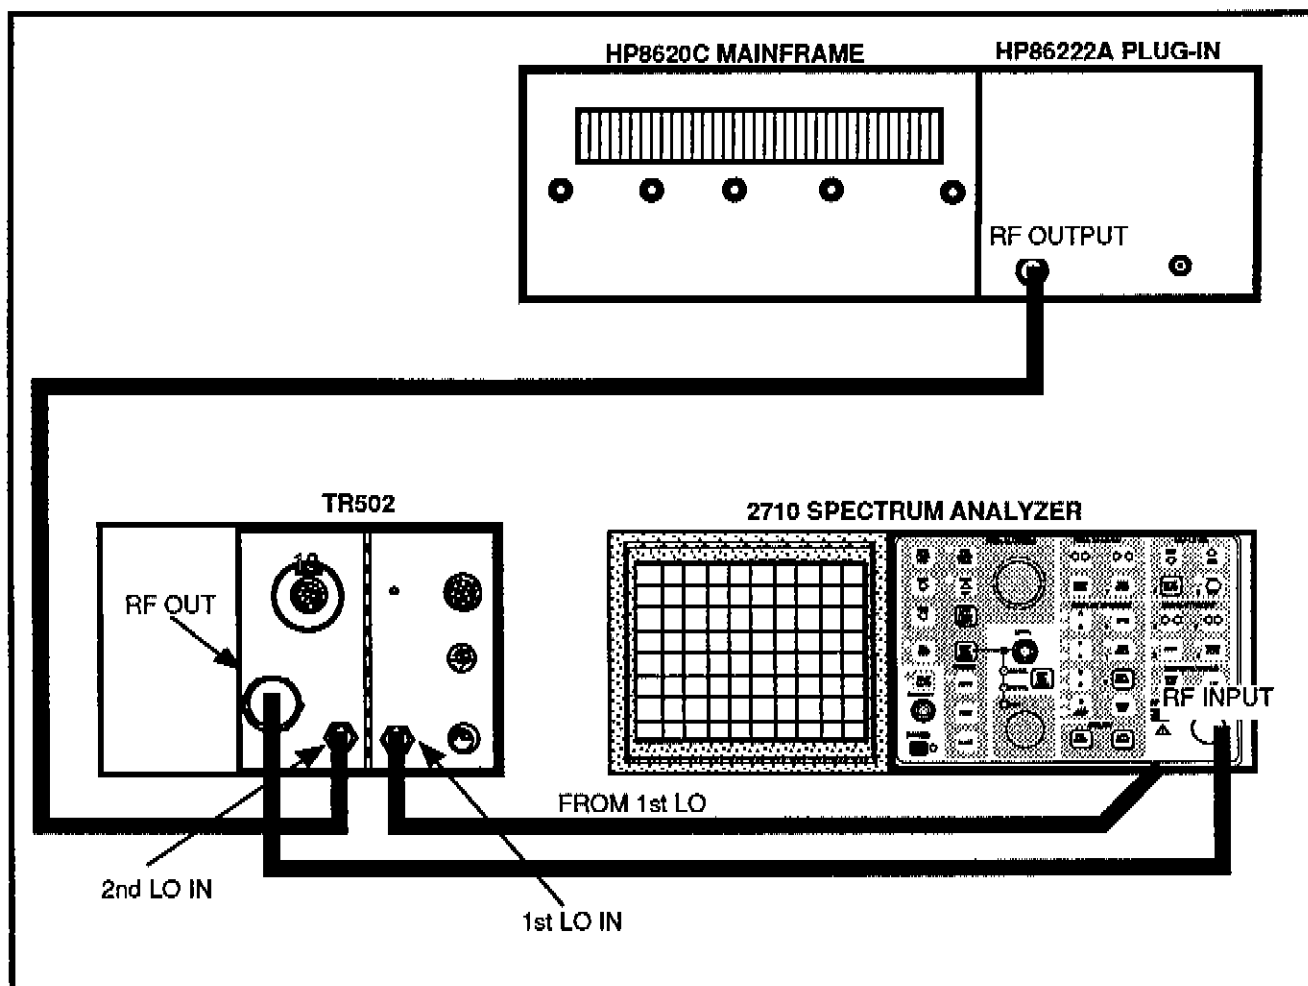 HP8620C MAINFRAME
HP86222A PLUG-IN
RF OUTPUT
TR502
2710 SPECTRUM ANALYZER
RF OUT
RF INPUT
FROM 1st LO
2nd LO IN
1st LO IN